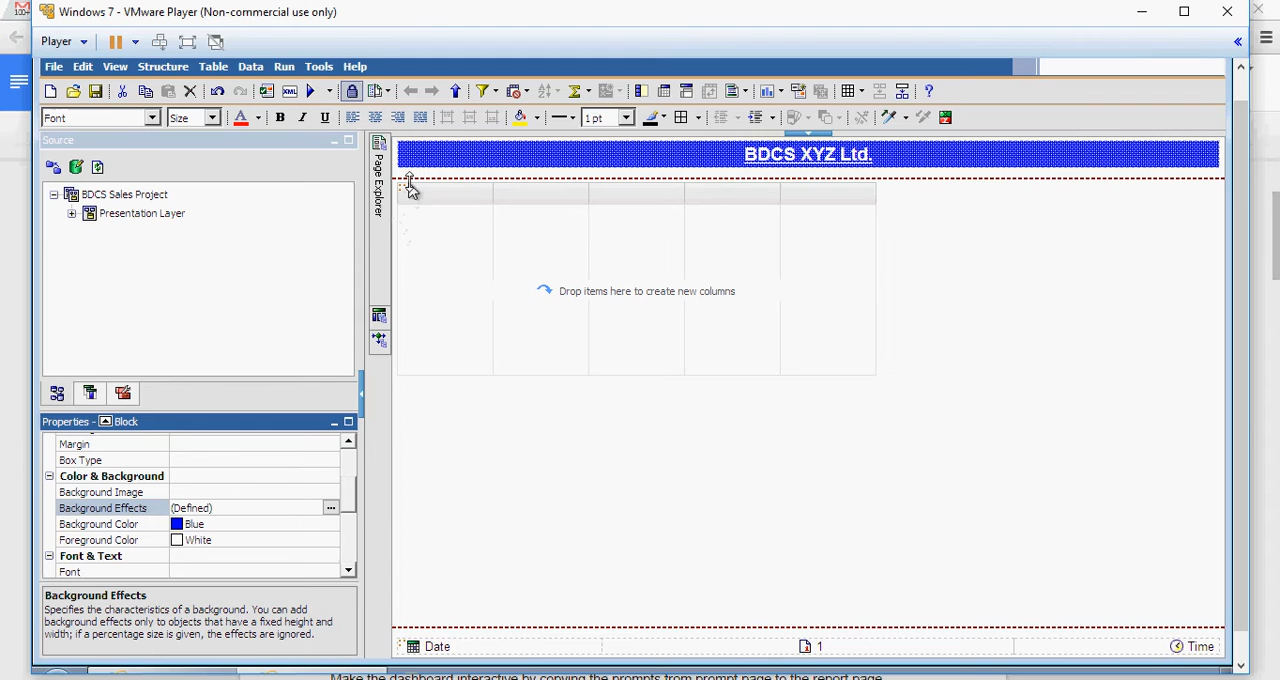 100+
Windows 7 - VMware Player (Non-commercial use only)
Player
«
File Edit View Structure Table Data Run Tools Help
Font Size A B I U 1 pt
Source
BDCS XYZ Ltd.
Page Explorer
BDCS Sales Project
Presentation Layer
Drop items here to create new columns
Properties - Block
Margin
Box Type
Color & Background
Background Image
Background Effects (Defined) ...
Background Color Blue
Foreground Color White
Font & Text
Font
Background Effects
Specifies the characteristics of a background. You can add
background effects only to objects that have a fixed height and
width; if a percentage size is given, the effects are ignored.
Date 1 Time
Make the dashboard interactive by copying the prompts from prompt page to the report page